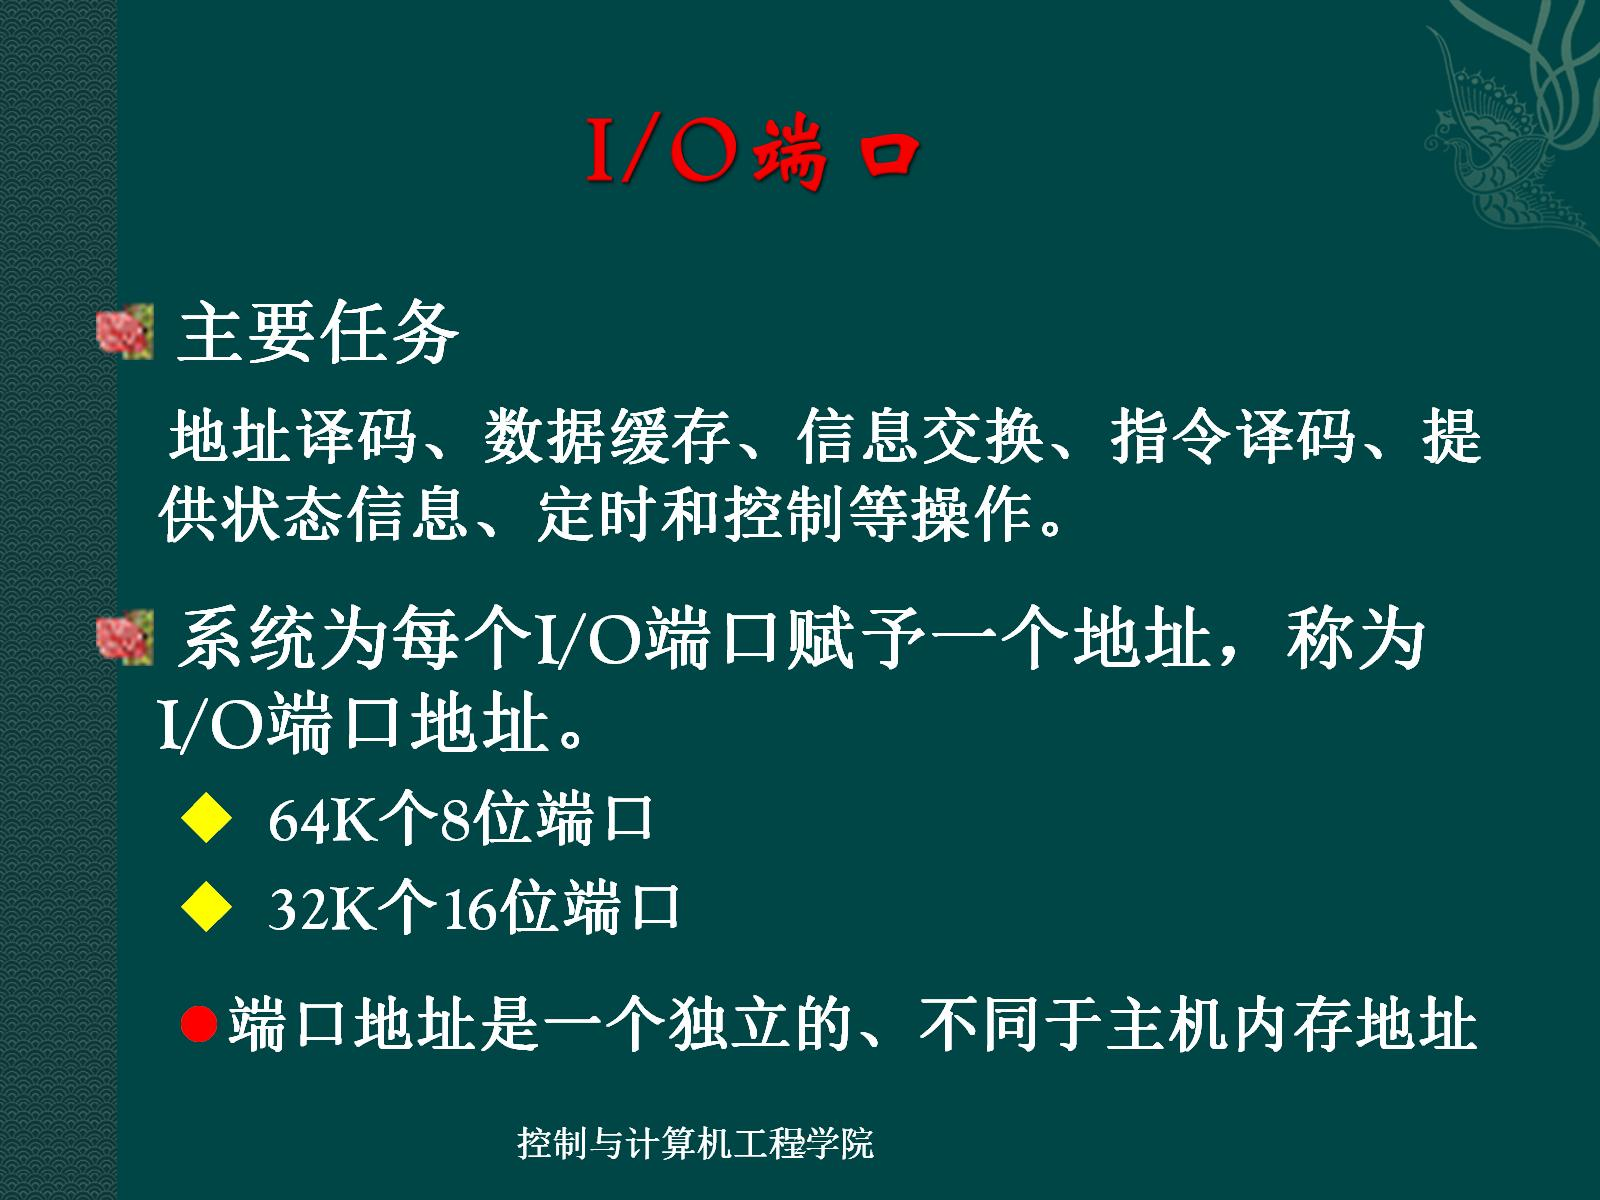 I/O端口
主要任务
地址译码、数据缓存、信息交换、指令译码、提
供状态信息、定时和控制等操作。
系统为每个I/O端口赋予一个地址，称为
I/O端口地址。
64K个8位端口
32K个16位端口
端口地址是一个独立的、不同于主机内存地址
控制与计算机工程学院